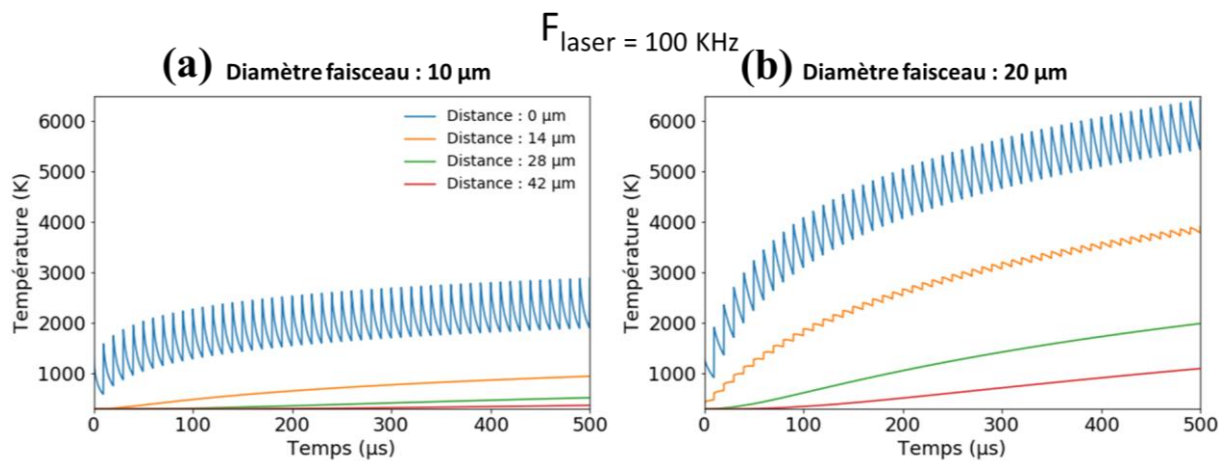 F laser = 100 KHz
(a) Diamètre faisceau : 10 µm
(b) Diamètre faisceau : 20 µm
Température (K)
6000
5000
4000
3000
2000
1000
Distance : 0 µm
Distance : 14 µm
Distance : 28 µm
Distance : 42 µm
0
100
200
300
400
500
Temps (µs)
Température (K)
6000
5000
4000
3000
2000
1000
0
100
200
300
400
500
Temps (µs)